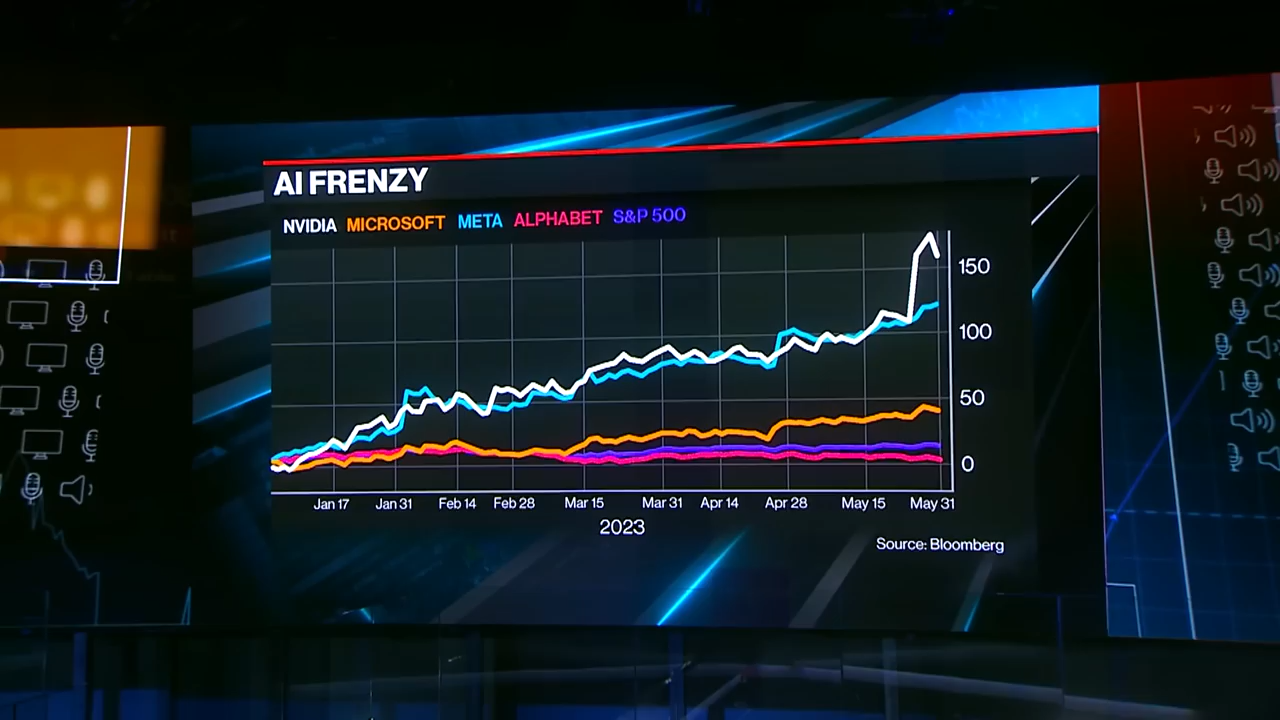 AI FRENZY
NVIDIA MICROSOFT META ALPHABET S&P 500
150
100
50
0
Jan 17 Jan 31 Feb 14 Feb 28 Mar 15 Mar 31 Apr 14 Apr 28 May 15 May 31
2023
Source: Bloomberg